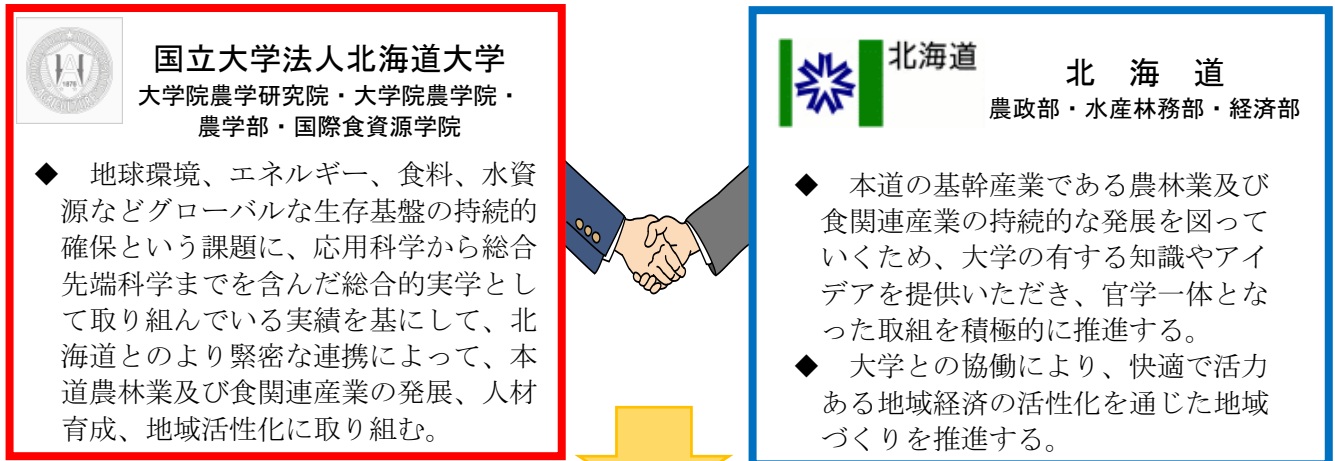 国立大学法人北海道大学
大学院農学研究院・大学院農学院・
農学部・国際食資源学院
◆　地球環境、エネルギー、食料、水資
源などグローバルな生存基盤の持続的
確保という課題に、応用科学から総合
先端科学までを含んだ総合的実学とし
て取り組んでいる実績を基にして、北
海道とのより緊密な連携によって、本
道農林業及び食関連産業の発展、人材
育成、地域活性化に取り組む。
北海道
北　海　道
農政部・水産林務部・経済部
◆　本道の基幹産業である農林業及び
食関連産業の持続的な発展を図って
いくため、大学の有する知識やアイ
デアを提供いただき、官学一体とな
った取組を積極的に推進する。
◆　大学との協働により、快適で活力
ある地域経済の活性化を通じた地域
づくりを推進する。